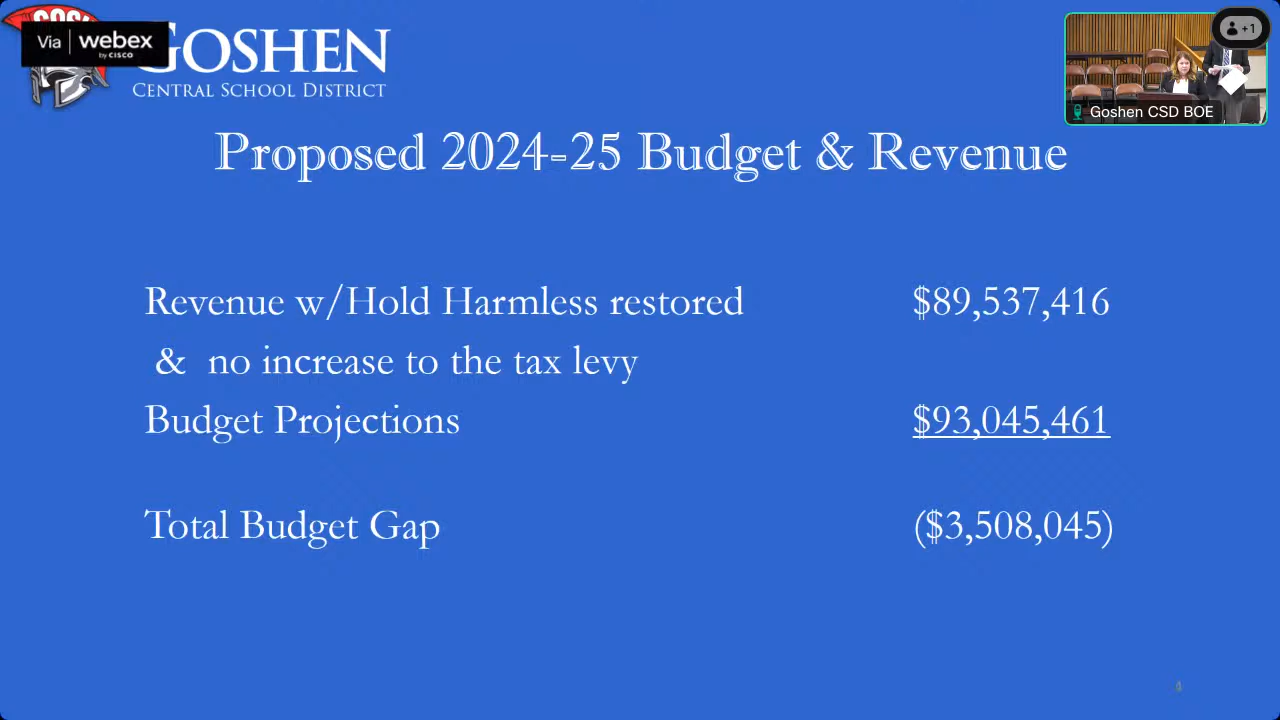 Via webex
by CISCO
GOSHEN
CENTRAL SCHOOL DISTRICT
+1
Goshen CSD BOE
Proposed 2024-25 Budget & Revenue
Revenue w/Hold Harmless restored $89,537,416
& no increase to the tax levy
Budget Projections $93,045,461
Total Budget Gap ($3,508,045)
4